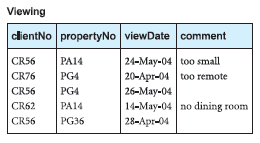 Viewing
clientNo propertyNo viewDate comment
CR56 PA14 24-May-04 too small
CR76 PG4 20-Apr-04 too remote
CR56 PG4 26-May-04
CR62 PA14 14-May-04 no dining room
CR56 PG36 28-Apr-04